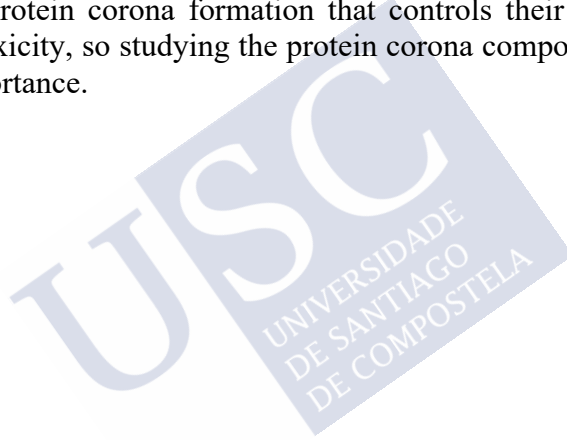 rotein corona formation that controls their
xicity, so studying the protein corona compo
rtance.
USC
UNIVERSIDADE
DE SANTIAGO
DE COMPOSTELA